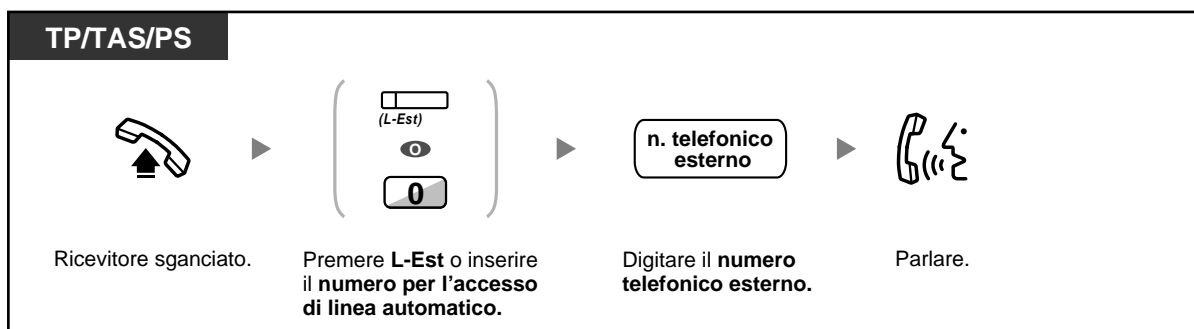 TP/TAS/PS
(L-Est)
O
0
n. telefonico
esterno
Ricevitore sganciato.
Premere L-Est o inserire
il numero per l'accesso
di linea automatico.
Digitare il numero
telefonico esterno.
Parlare.